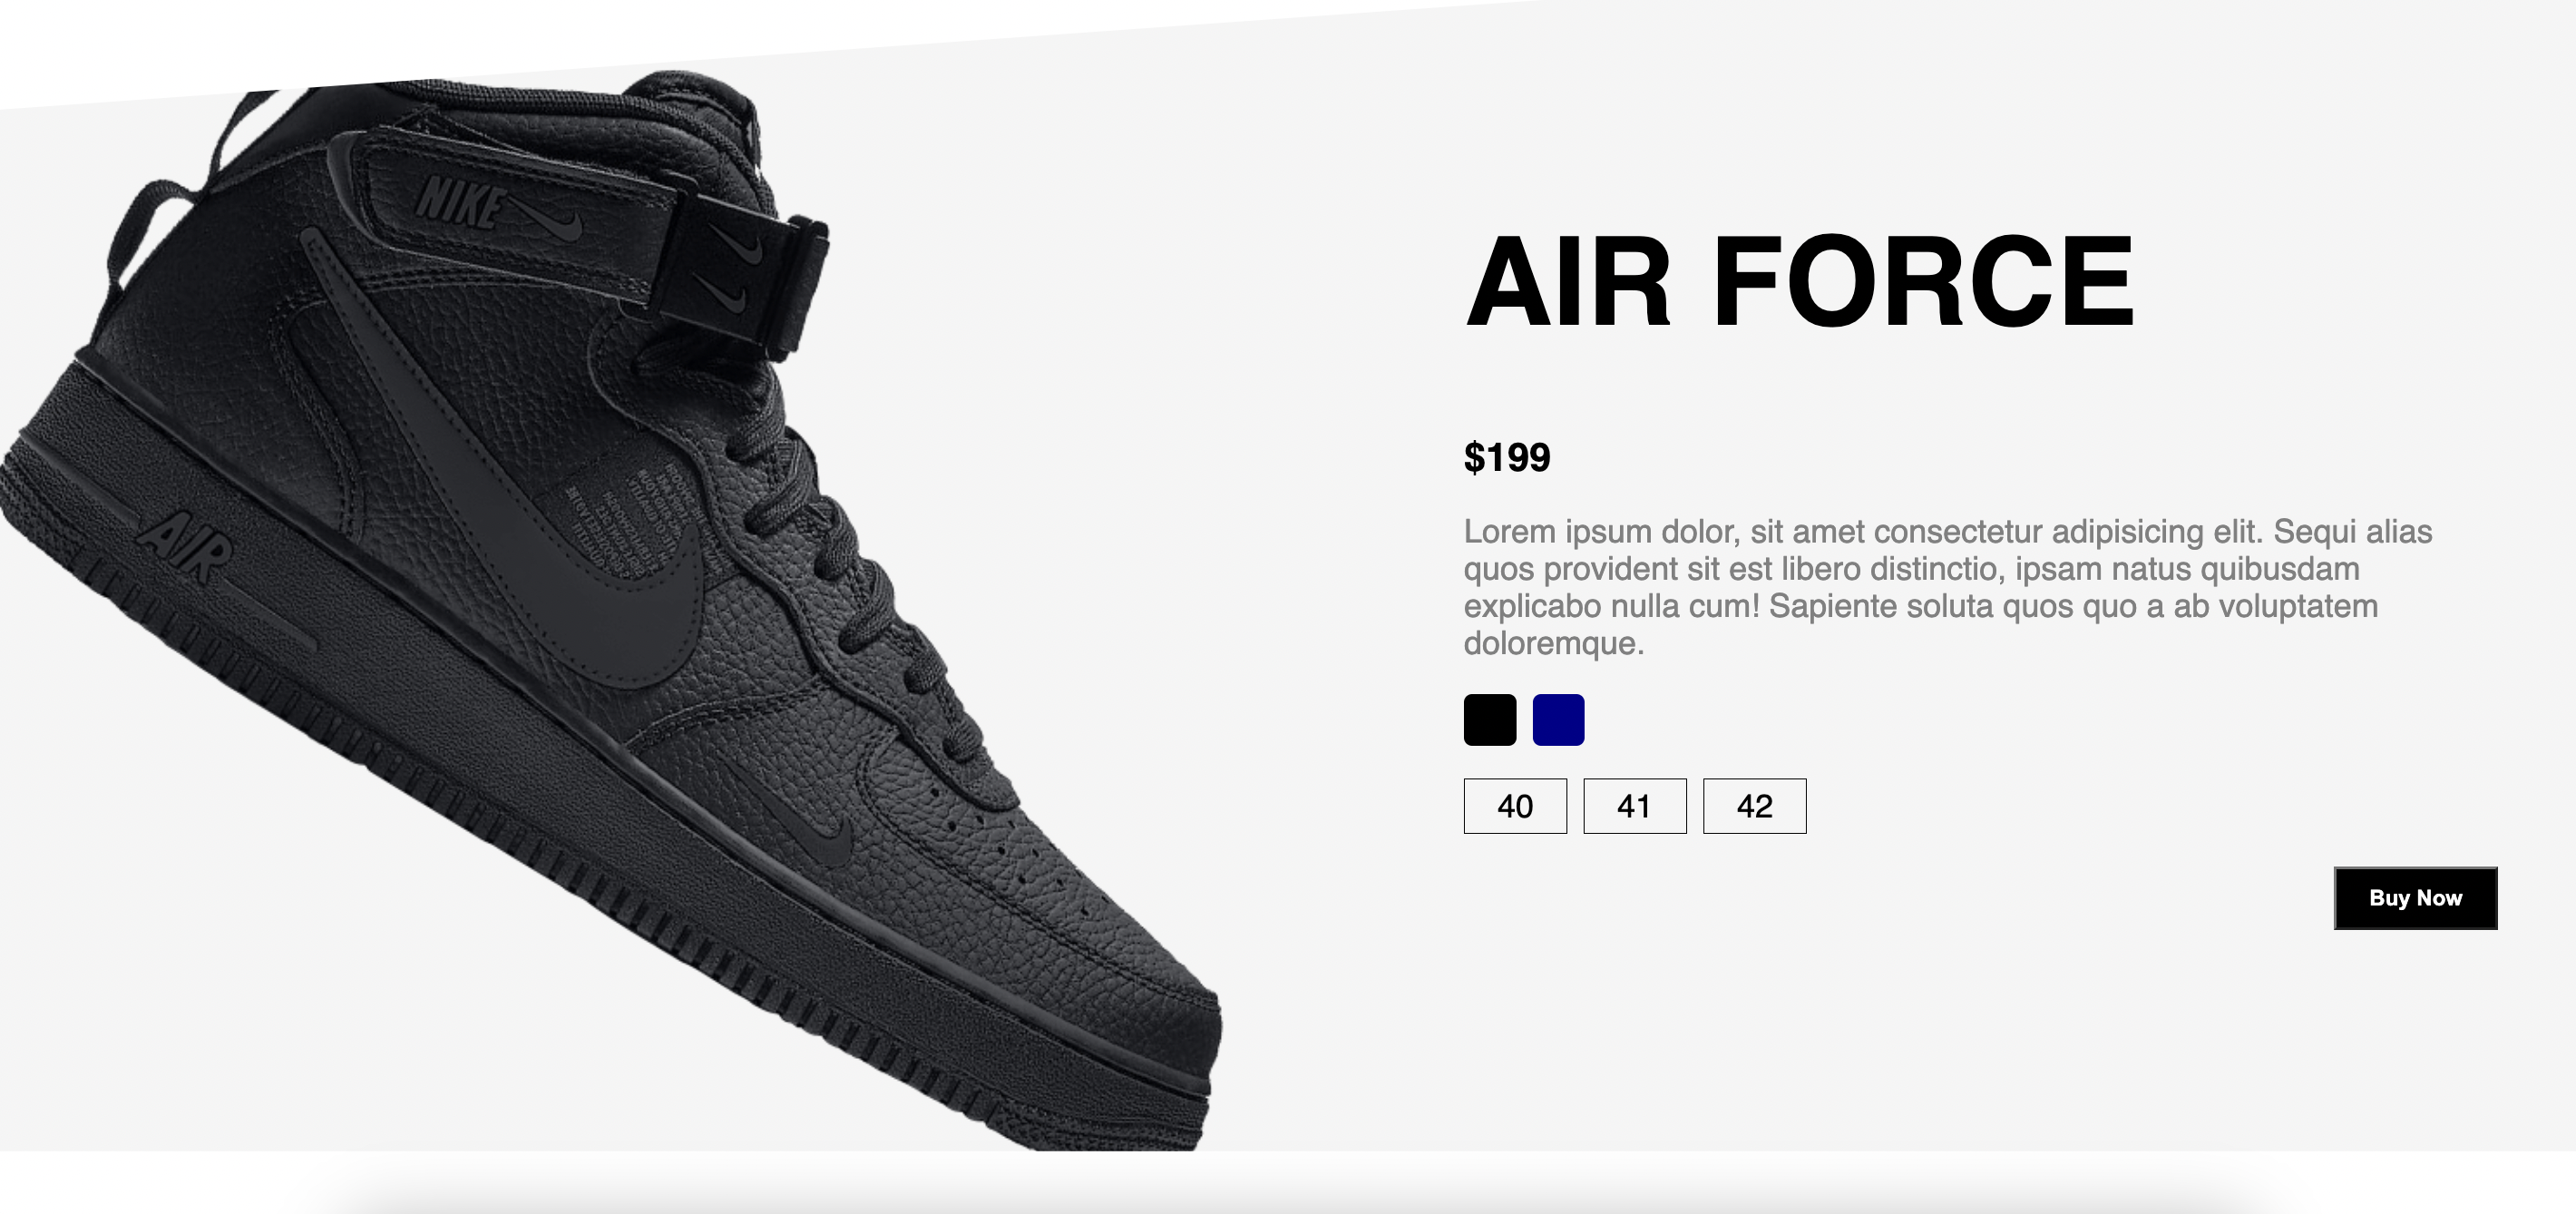 NIKE
AIR
AIR FORCE
$199
Lorem ipsum dolor, sit amet consectetur adipisicing elit. Sequi alias
quos provident sit est libero distinctio, ipsam natus quibusdam
explicabo nulla cum! Sapiente soluta quos quo a ab voluptatem
doloremque.
40 41 42
Buy Now